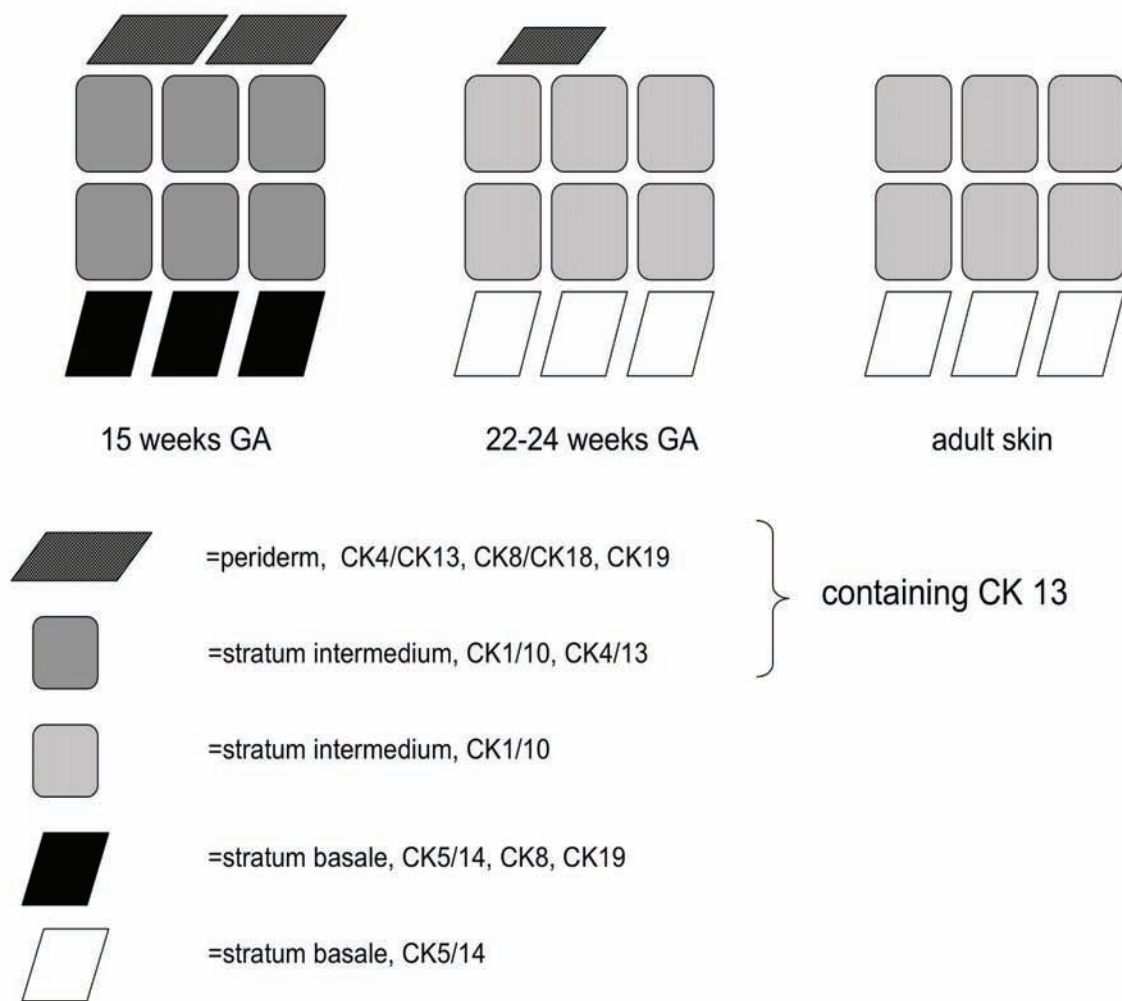 15 weeks GA
22-24 weeks GA
adult skin
=periderm, CK4/CK13, CK8/CK18, CK19
containing CK 13
=stratum intermedium, CK1/10, CK4/13
=stratum intermedium, CK1/10
=stratum basale, CK5/14, CK8, CK19
=stratum basale, CK5/14